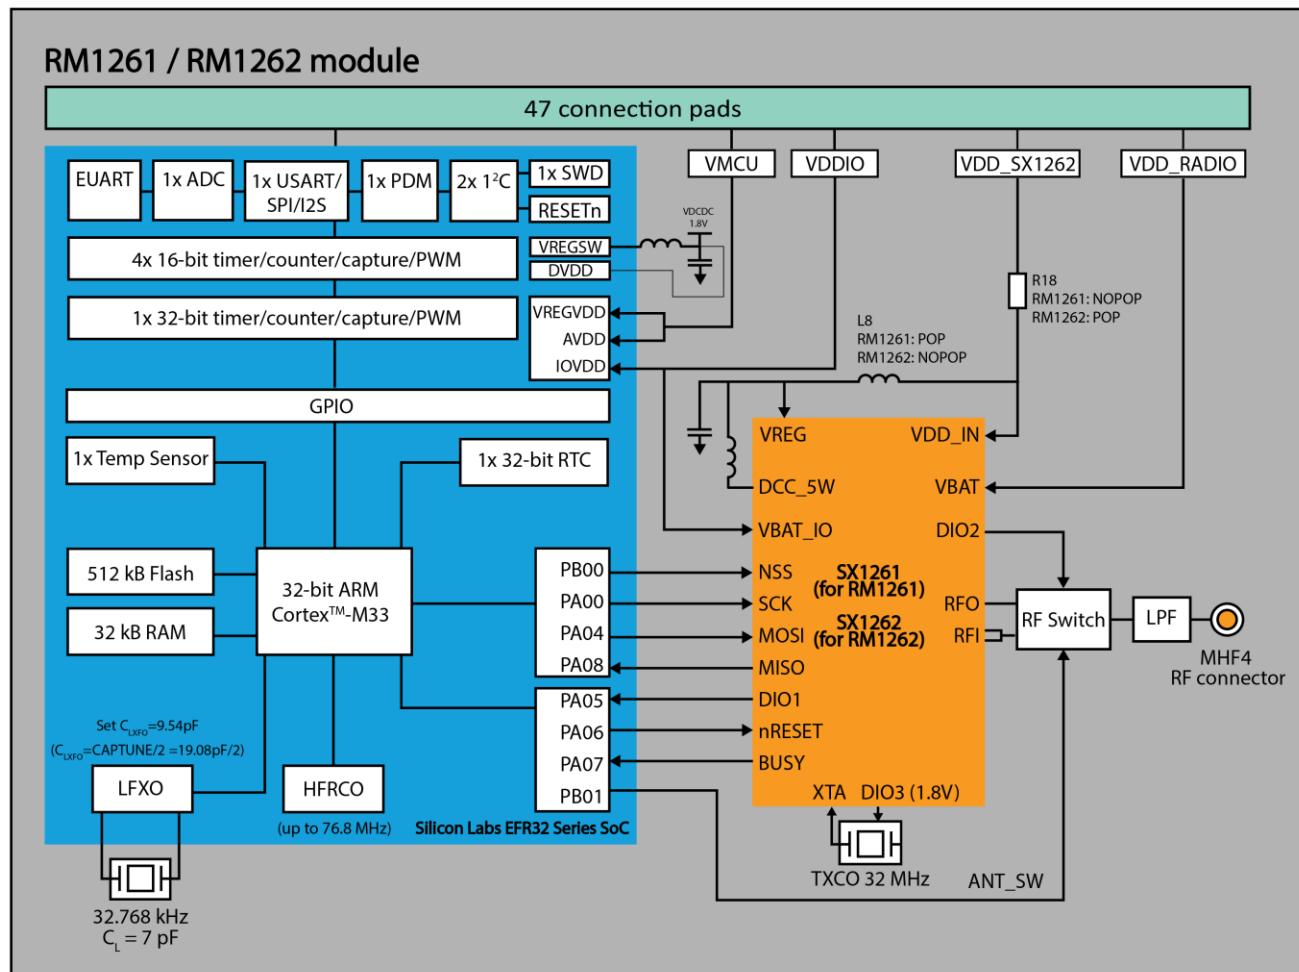 RM1261 / RM1262 module
47 connection pads
VMCU
VDDIO
VDD_SX1262
VDD_RADIO
EUART
1x ADC
1x USART/
SPI/I2S
1x PDM
2x 1²C
1x SWD
RESETn
VDCDC
1.8V
4x 16-bit timer/counter/capture/PWM
VREGSW
DVDD
1x 32-bit timer/counter/capture/PWM
VREGVDD
AVDD
IOVDD
R18
RM1261: NOPOP
RM1262: POP
L8
RM1261: POP
RM1262: NOPOP
GPIO
1x Temp Sensor
1x 32-bit RTC
VREG
VDD_IN
DCC_5W
VBAT
VBAT_IO
DIO2
512 kB Flash
32 kB RAM
32-bit ARM
Cortex™-M33
PB00
PA00
PA04
PA08
NSS
SCK
MOSI
MISO
SX1261
(for RM1261)
SX1262
(for RM1262)
RFO
RFI
RF Switch
LPF
MHF4
RF connector
PA05
PA06
PA07
PB01
DIO1
nRESET
BUSY
XTA
DIO3 (1.8V)
Set CLXFO=9.54pF
(CLXFO=CAPTUNE/2 =19.08pF/2)
LFXO
HFRCO
(up to 76.8 MHz)
Silicon Labs EFR32 Series SoC
TXCO 32 MHz
ANT_SW
32.768 kHz
CL = 7 pF